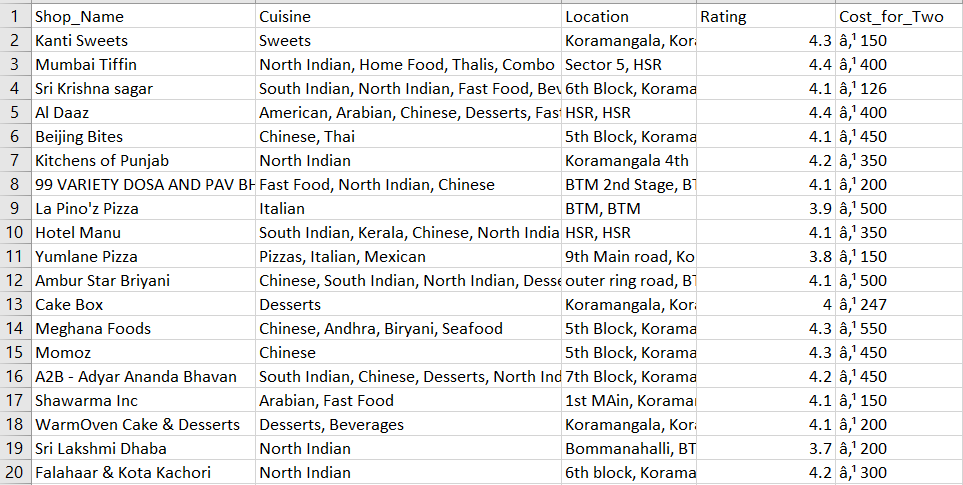 1 Shop_Name Cuisine Location Rating Cost_for_Two
2 Kanti Sweets Sweets Koramangala, Kora 4.3 â‚¹ 150
3 Mumbai Tiffin North Indian, Home Food, Thalis, Combo Sector 5, HSR 4.4 â‚¹ 400
4 Sri Krishna sagar South Indian, North Indian, Fast Food, Bev 6th Block, Korama 4.1 â‚¹ 126
5 Al Daaz American, Arabian, Chinese, Desserts, Fast HSR, HSR 4.4 â‚¹ 400
6 Beijing Bites Chinese, Thai 5th Block, Korama 4.1 â‚¹ 450
7 Kitchens of Punjab North Indian Koramangala 4th 4.2 â‚¹ 350
8 99 VARIETY DOSA AND PAV BH Fast Food, North Indian, Chinese BTM 2nd Stage, BT 4.1 â‚¹ 200
9 La Pino'z Pizza Italian BTM, BTM 3.9 â‚¹ 500
10 Hotel Manu South Indian, Kerala, Chinese, North India HSR, HSR 4.1 â‚¹ 350
11 Yumlane Pizza Pizzas, Italian, Mexican 9th Main road, Ko 3.8 â‚¹ 150
12 Ambur Star Briyani Chinese, South Indian, North Indian, Desse outer ring road, BT 4.1 â‚¹ 500
13 Cake Box Desserts Koramangala, Kora 4 â‚¹ 247
14 Meghana Foods Chinese, Andhra, Biryani, Seafood 5th Block, Korama 4.3 â‚¹ 550
15 Momoz Chinese 5th Block, Korama 4.3 â‚¹ 450
16 A2B - Adyar Ananda Bhavan South Indian, Chinese, Desserts, North Ind 7th Block, Korama 4.2 â‚¹ 450
17 Shawarma Inc Arabian, Fast Food 1st MAin, Koramar 4.1 â‚¹ 150
18 WarmOven Cake & Desserts Desserts, Beverages Koramangala, Kora 4.1 â‚¹ 200
19 Sri Lakshmi Dhaba North Indian Bommanahalli, BT 3.7 â‚¹ 200
20 Falahaar & Kota Kachori North Indian 6th block, Korama 4.2 â‚¹ 300